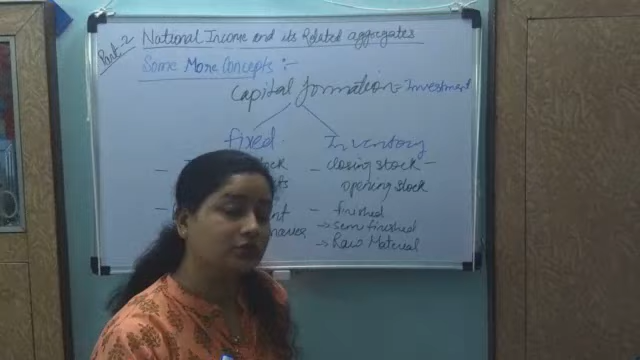 Part-2
National Income and its Related aggregates
Some More Concepts :-
Capital formation = Investment
fixed
Inventory
- closing stock -
opening stock
- finished
→ Semi finished
→ Raw Material